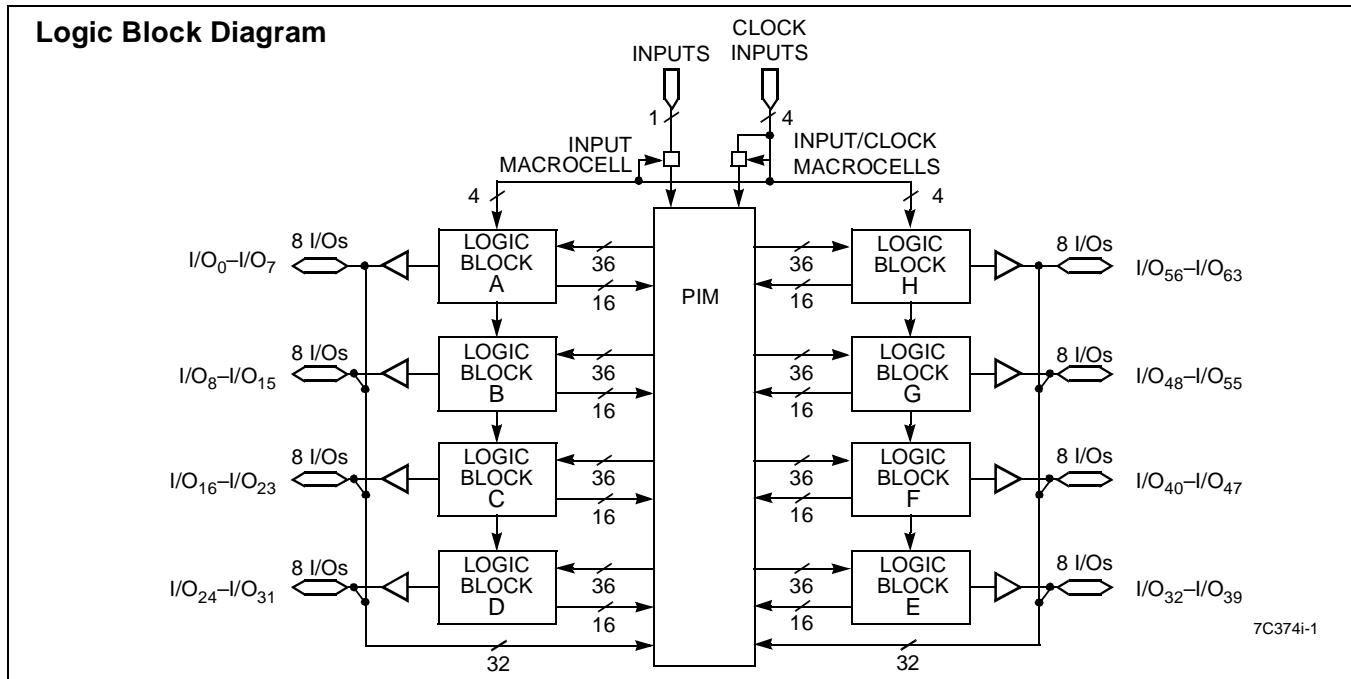 Logic Block Diagram
INPUTS
CLOCK
INPUTS
1
4
INPUT
MACROCELL
INPUT/CLOCK
MACROCELLS
4
4
I/O0–I/O7
8 I/Os
LOGIC
BLOCK
A
36
16
PIM
36
16
LOGIC
BLOCK
H
8 I/Os
I/O56–I/O63
I/O8–I/O15
8 I/Os
LOGIC
BLOCK
B
36
16
36
16
LOGIC
BLOCK
G
8 I/Os
I/O48–I/O55
I/O16–I/O23
8 I/Os
LOGIC
BLOCK
C
36
16
36
16
LOGIC
BLOCK
F
8 I/Os
I/O40–I/O47
I/O24–I/O31
8 I/Os
LOGIC
BLOCK
D
36
16
36
16
LOGIC
BLOCK
E
8 I/Os
I/O32–I/O39
32
32
7C374i-1